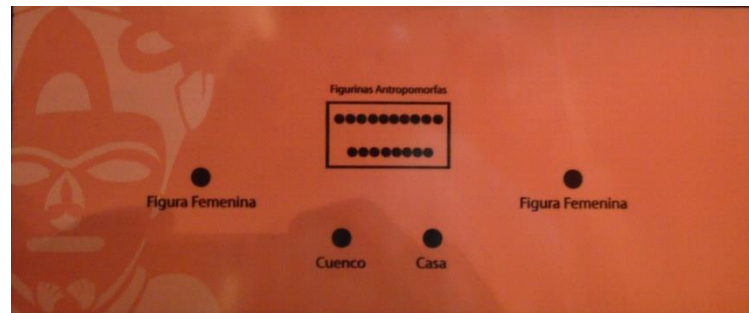 Figurinas Antropomorfas
Figura Femenina
Figura Femenina
Cuenco
Casa